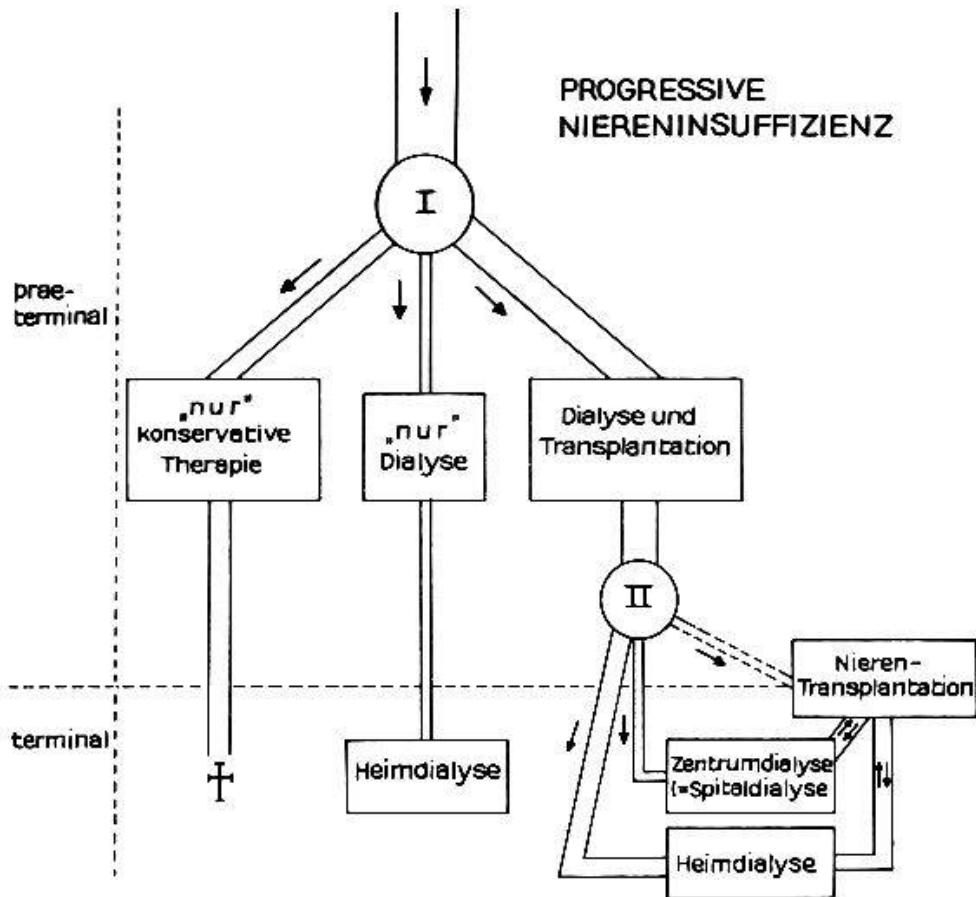 PROGRESSIVE
NIERENINSUFFIZIENZ
I
prae-
terminal
„nur"
konservative
Therapie
„nur"
Dialyse
Dialyse und
Transplantation
II
Nieren-
Transplantation
terminal
Heimdialyse
Zentrumdialyse
(=Spitaldialyse
Heimdialyse